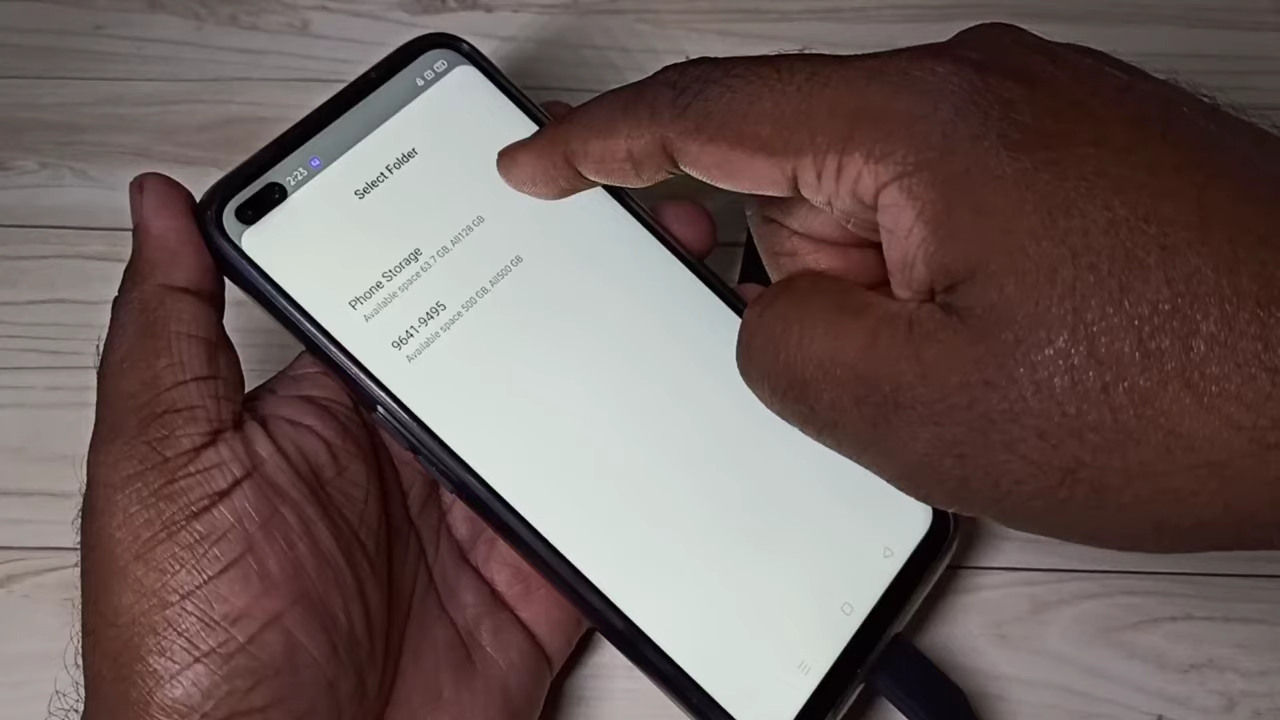 2:23
Select Folder
Phone Storage
Available space 63.7 GB, All128 GB
9641-9495
Available space 500 GB, All500 GB